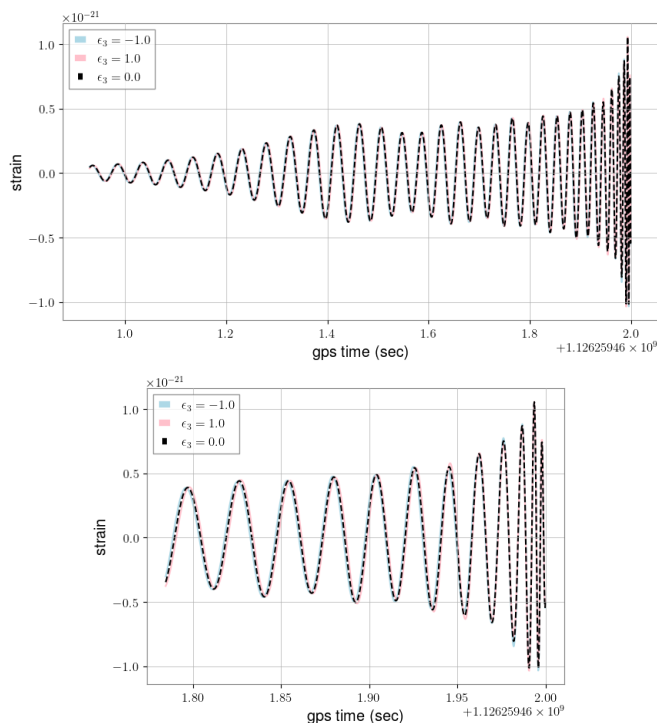 ×10⁻²¹
ϵ₃ = −1.0
ϵ₃ = 1.0
ϵ₃ = 0.0
1.0
0.5
0.0
−0.5
−1.0
strain
1.0 1.2 1.4 1.6 1.8 2.0
gps time (sec)
+1.12625946 × 10⁹
×10⁻²¹
ϵ₃ = −1.0
ϵ₃ = 1.0
ϵ₃ = 0.0
1.0
0.5
0.0
−0.5
−1.0
strain
1.80 1.85 1.90 1.95 2.00
gps time (sec)
+1.12625946 × 10⁹